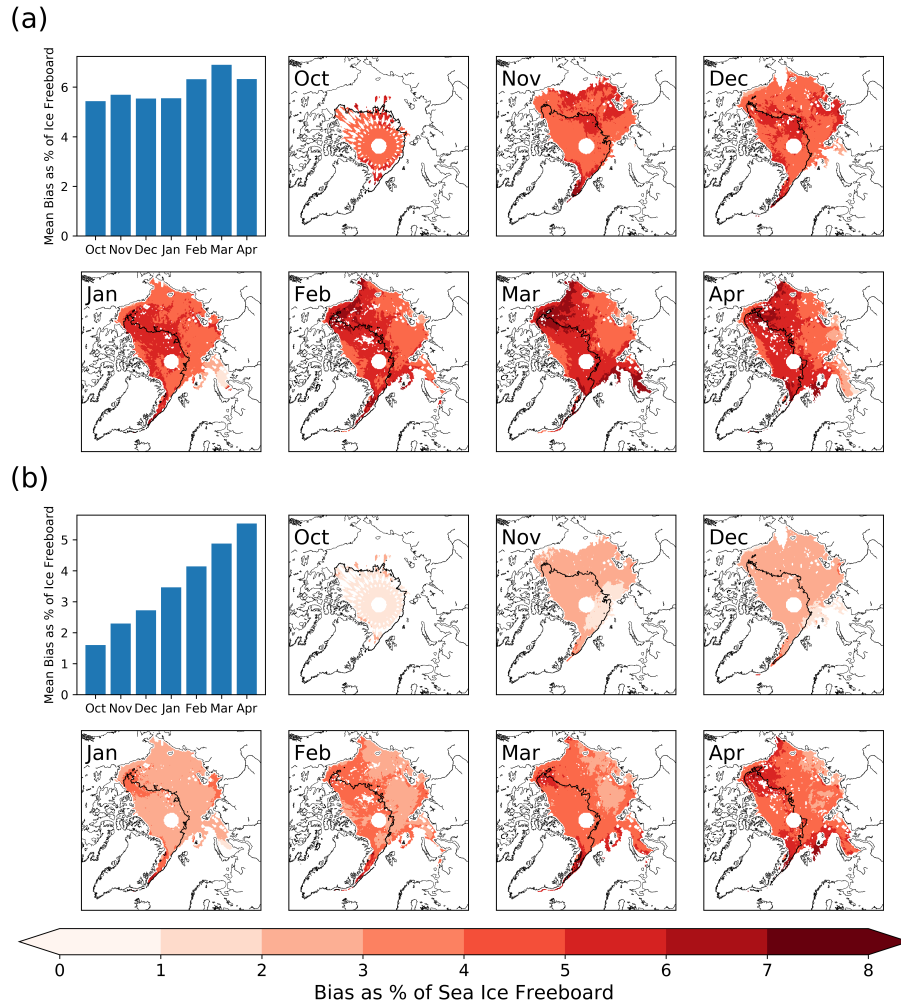 (a)
Mean Bias as % of Ice Freeboard
6
4
2
0
Oct Nov Dec Jan Feb Mar Apr
Oct
Nov
Dec
Jan
Feb
Mar
Apr
(b)
Mean Bias as % of Ice Freeboard
5
4
3
2
1
0
Oct Nov Dec Jan Feb Mar Apr
Oct
Nov
Dec
Jan
Feb
Mar
Apr
0 1 2 3 4 5 6 7 8
Bias as % of Sea Ice Freeboard